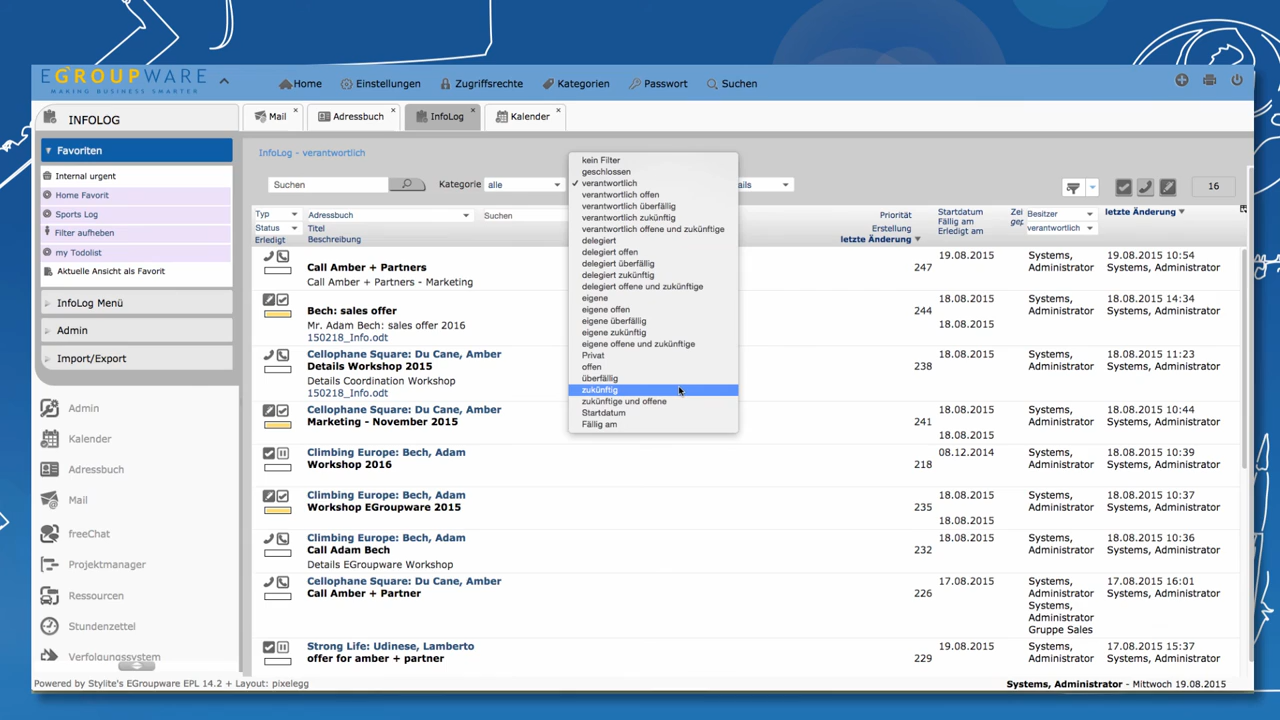 EGROUPWARE
MAKING BUSINESS SMARTER
Home
Einstellungen
Zugriffsrechte
Kategorien
Passwort
Suchen
INFOLOG
Mail
Adressbuch
InfoLog
Kalender
Favoriten
Internal urgent
Home Favorit
Sports Log
Filter aufheben
my Todolist
Aktuelle Ansicht als Favorit
InfoLog Menü
Admin
Import/Export
Admin
Kalender
Adressbuch
Mail
freeChat
Projektmanager
Ressourcen
Stundenzettel
Verfolgungssystem
InfoLog - verantwortlich
Suchen
Kategorie alle
ails
16
kein Filter
geschlossen
✓ verantwortlich
verantwortlich offen
verantwortlich überfällig
verantwortlich zukünftig
verantwortlich offene und zukünftige
delegiert
delegiert offen
delegiert überfällig
delegiert zukünftig
delegiert offene und zukünftige
eigene
eigene offen
eigene überfällig
eigene zukünftig
eigene offene und zukünftige
Privat
offen
überfällig
zukünftig
zukünftige und offene
Startdatum
Fällig am
Typ
Status
Erledigt
Adressbuch
Titel
Beschreibung
Suchen
Priorität
Erstellung
letzte Änderung
Startdatum
Fällig am
Erledigt am
Zei
gep
Besitzer
verantwortlich
letzte Änderung
Call Amber + Partners
Call Amber + Partners - Marketing
247
19.08.2015
Systems,
Administrator
19.08.2015 10:54
Systems, Administrator
Bech: sales offer
Mr. Adam Bech: sales offer 2016
150218_Info.odt
244
18.08.2015
18.08.2015
Systems,
Administrator
18.08.2015 14:34
Systems, Administrator
Cellophane Square: Du Cane, Amber
Details Workshop 2015
Details Coordination Workshop
150218_Info.odt
238
18.08.2015
Systems,
Administrator
18.08.2015 11:23
Systems, Administrator
Cellophane Square: Du Cane, Amber
Marketing - November 2015
241
18.08.2015
18.08.2015
Systems,
Administrator
18.08.2015 10:44
Systems, Administrator
Climbing Europe: Bech, Adam
Workshop 2016
218
08.12.2014
Systems,
Administrator
18.08.2015 10:39
Systems, Administrator
Climbing Europe: Bech, Adam
Workshop EGroupware 2015
235
18.08.2015
18.08.2015
Systems,
Administrator
18.08.2015 10:37
Systems, Administrator
Climbing Europe: Bech, Adam
Call Adam Bech
Details EGroupware Workshop
232
18.08.2015
Systems,
Administrator
18.08.2015 10:36
Systems, Administrator
Cellophane Square: Du Cane, Amber
Call Amber + Partner
226
17.08.2015
Systems,
Administrator
Systems,
Administrator
Gruppe Sales
17.08.2015 16:01
Systems, Administrator
Strong Life: Udinese, Lamberto
offer for amber + partner
229
19.08.2015
Systems,
Administrator
17.08.2015 15:37
Systems, Administrator
Powered by Stylite's EGroupware EPL 14.2 + Layout: pixelegg
Systems, Administrator - Mittwoch 19.08.2015